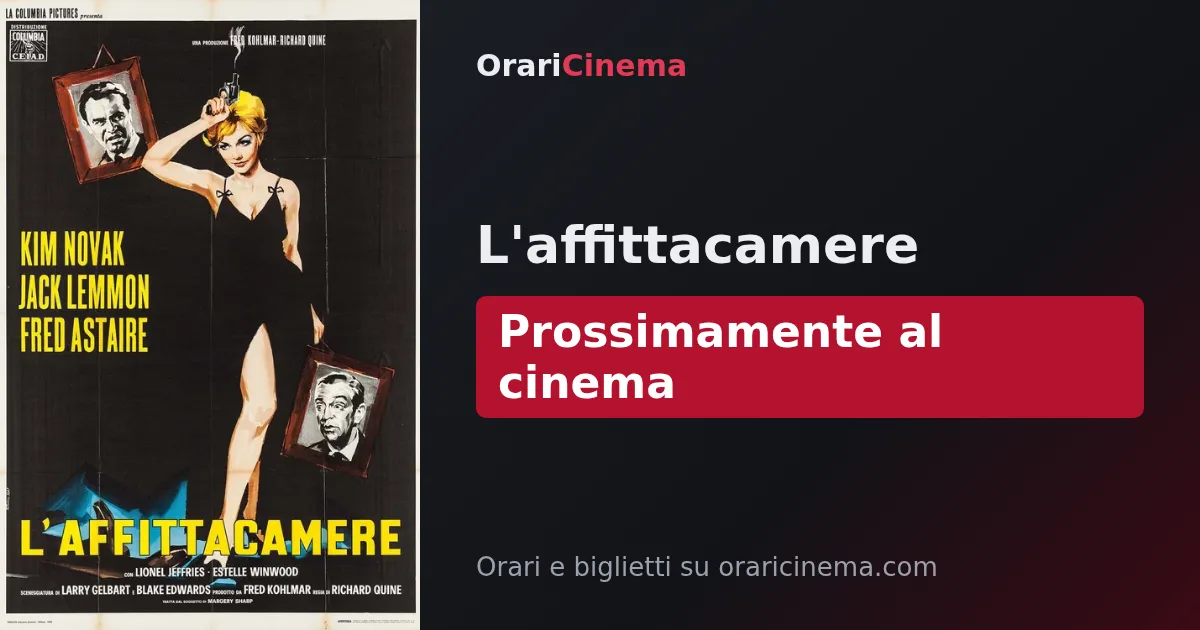 LA COLUMBIA PICTURES presenta
DISTRIBUZIONE
COLUMBIA
CEIAD
UNA PRODUZIONE FRED KOHLMAR-RICHARD QUINE
KIM NOVAK
JACK LEMMON
FRED ASTAIRE
L'AFFITTACAMERE
CON LIONEL JEFFRIES · ESTELLE WINWOOD
SCENEGGIATURA DI LARRY GELBART E BLAKE EDWARDS PRODOTTO DA FRED KOHLMAR REGIA DI RICHARD QUINE
TRATTO DAL SOGGETTO DI MARGERY SHARP
OrariCinema
L'affittacamere
Prossimamente al
cinema
Orari e biglietti su oraricinema.com